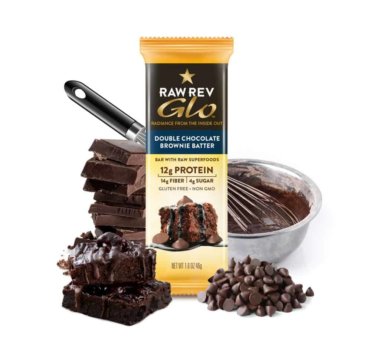 RAW REV
Glo
RADIANCE FROM THE INSIDE OUT
DOUBLE CHOCOLATE
BROWNIE BATTER
BAR WITH RAW SUPERFOODS
12g PROTEIN
14g FIBER | 4g SUGAR
GLUTEN FREE • NON GMO
NET WT. 1.6 OZ 46g